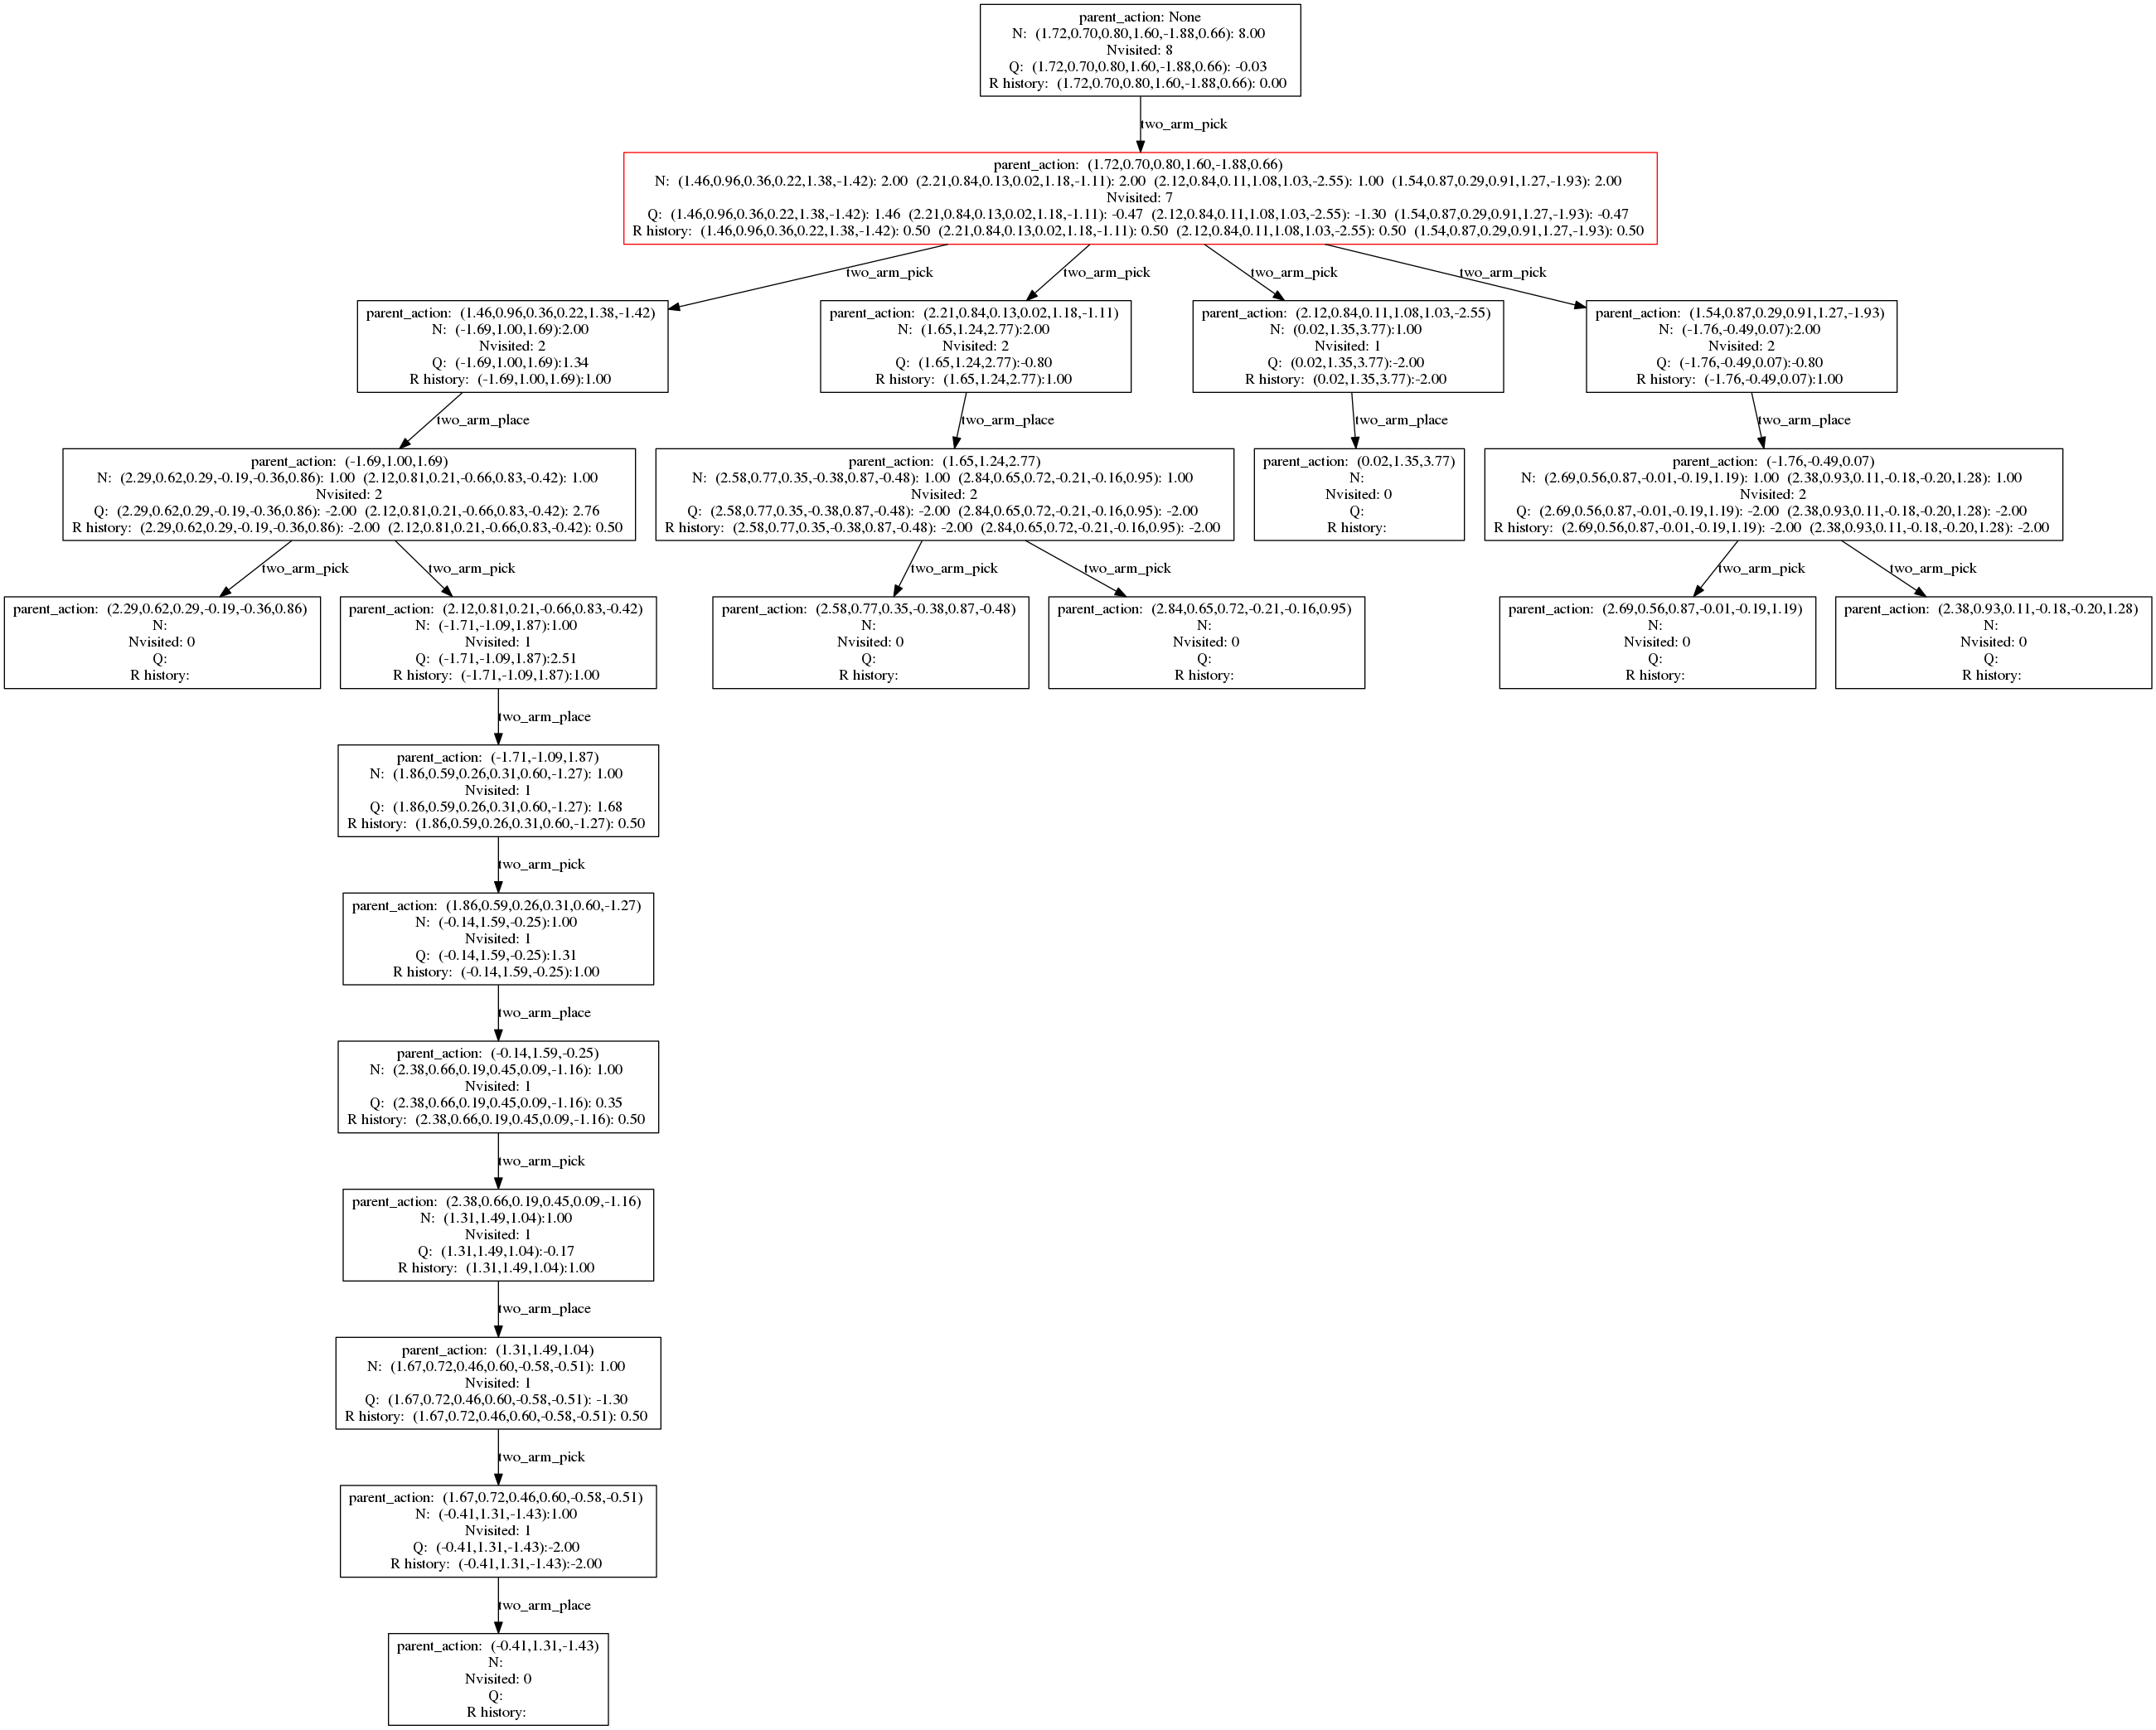 parent_action: None
N: (1.72,0.70,0.80,1.60,-1.88,0.66): 8.00
Nvisited: 8
Q: (1.72,0.70,0.80,1.60,-1.88,0.66): -0.03
R history: (1.72,0.70,0.80,1.60,-1.88,0.66): 0.00
two_arm_pick
parent_action: (1.72,0.70,0.80,1.60,-1.88,0.66)
N: (1.46,0.96,0.36,0.22,1.38,-1.42): 2.00 (2.21,0.84,0.13,0.02,1.18,-1.11): 2.00 (2.12,0.84,0.11,1.08,1.03,-2.55): 1.00 (1.54,0.87,0.29,0.91,1.27,-1.93): 2.00
Nvisited: 7
Q: (1.46,0.96,0.36,0.22,1.38,-1.42): 1.46 (2.21,0.84,0.13,0.02,1.18,-1.11): -0.47 (2.12,0.84,0.11,1.08,1.03,-2.55): -1.30 (1.54,0.87,0.29,0.91,1.27,-1.93): -0.47
R history: (1.46,0.96,0.36,0.22,1.38,-1.42): 0.50 (2.21,0.84,0.13,0.02,1.18,-1.11): 0.50 (2.12,0.84,0.11,1.08,1.03,-2.55): 0.50 (1.54,0.87,0.29,0.91,1.27,-1.93): 0.50
two_arm_pick
two_arm_pick
two_arm_pick
two_arm_pick
parent_action: (1.46,0.96,0.36,0.22,1.38,-1.42)
N: (-1.69,1.00,1.69):2.00
Nvisited: 2
Q: (-1.69,1.00,1.69):1.34
R history: (-1.69,1.00,1.69):1.00
parent_action: (2.21,0.84,0.13,0.02,1.18,-1.11)
N: (1.65,1.24,2.77):2.00
Nvisited: 2
Q: (1.65,1.24,2.77):-0.80
R history: (1.65,1.24,2.77):1.00
parent_action: (2.12,0.84,0.11,1.08,1.03,-2.55)
N: (0.02,1.35,3.77):1.00
Nvisited: 1
Q: (0.02,1.35,3.77):-2.00
R history: (0.02,1.35,3.77):-2.00
parent_action: (1.54,0.87,0.29,0.91,1.27,-1.93)
N: (-1.76,-0.49,0.07):2.00
Nvisited: 2
Q: (-1.76,-0.49,0.07):-0.80
R history: (-1.76,-0.49,0.07):1.00
two_arm_place
two_arm_place
two_arm_place
two_arm_place
parent_action: (-1.69,1.00,1.69)
N: (2.29,0.62,0.29,-0.19,-0.36,0.86): 1.00 (2.12,0.81,0.21,-0.66,0.83,-0.42): 1.00
Nvisited: 2
Q: (2.29,0.62,0.29,-0.19,-0.36,0.86): -2.00 (2.12,0.81,0.21,-0.66,0.83,-0.42): 2.76
R history: (2.29,0.62,0.29,-0.19,-0.36,0.86): -2.00 (2.12,0.81,0.21,-0.66,0.83,-0.42): 0.50
parent_action: (1.65,1.24,2.77)
N: (2.58,0.77,0.35,-0.38,0.87,-0.48): 1.00 (2.84,0.65,0.72,-0.21,-0.16,0.95): 1.00
Nvisited: 2
Q: (2.58,0.77,0.35,-0.38,0.87,-0.48): -2.00 (2.84,0.65,0.72,-0.21,-0.16,0.95): -2.00
R history: (2.58,0.77,0.35,-0.38,0.87,-0.48): -2.00 (2.84,0.65,0.72,-0.21,-0.16,0.95): -2.00
parent_action: (0.02,1.35,3.77)
N:
Nvisited: 0
Q:
R history:
parent_action: (-1.76,-0.49,0.07)
N: (2.69,0.56,0.87,-0.01,-0.19,1.19): 1.00 (2.38,0.93,0.11,-0.18,-0.20,1.28): 1.00
Nvisited: 2
Q: (2.69,0.56,0.87,-0.01,-0.19,1.19): -2.00 (2.38,0.93,0.11,-0.18,-0.20,1.28): -2.00
R history: (2.69,0.56,0.87,-0.01,-0.19,1.19): -2.00 (2.38,0.93,0.11,-0.18,-0.20,1.28): -2.00
two_arm_pick
two_arm_pick
two_arm_pick
two_arm_pick
two_arm_pick
two_arm_pick
parent_action: (2.29,0.62,0.29,-0.19,-0.36,0.86)
N:
Nvisited: 0
Q:
R history:
parent_action: (2.12,0.81,0.21,-0.66,0.83,-0.42)
N: (-1.71,-1.09,1.87):1.00
Nvisited: 1
Q: (-1.71,-1.09,1.87):2.51
R history: (-1.71,-1.09,1.87):1.00
parent_action: (2.58,0.77,0.35,-0.38,0.87,-0.48)
N:
Nvisited: 0
Q:
R history:
parent_action: (2.84,0.65,0.72,-0.21,-0.16,0.95)
N:
Nvisited: 0
Q:
R history:
parent_action: (2.69,0.56,0.87,-0.01,-0.19,1.19)
N:
Nvisited: 0
Q:
R history:
parent_action: (2.38,0.93,0.11,-0.18,-0.20,1.28)
N:
Nvisited: 0
Q:
R history:
two_arm_place
parent_action: (-1.71,-1.09,1.87)
N: (1.86,0.59,0.26,0.31,0.60,-1.27): 1.00
Nvisited: 1
Q: (1.86,0.59,0.26,0.31,0.60,-1.27): 1.68
R history: (1.86,0.59,0.26,0.31,0.60,-1.27): 0.50
two_arm_pick
parent_action: (1.86,0.59,0.26,0.31,0.60,-1.27)
N: (-0.14,1.59,-0.25):1.00
Nvisited: 1
Q: (-0.14,1.59,-0.25):1.31
R history: (-0.14,1.59,-0.25):1.00
two_arm_place
parent_action: (-0.14,1.59,-0.25)
N: (2.38,0.66,0.19,0.45,0.09,-1.16): 1.00
Nvisited: 1
Q: (2.38,0.66,0.19,0.45,0.09,-1.16): 0.35
R history: (2.38,0.66,0.19,0.45,0.09,-1.16): 0.50
two_arm_pick
parent_action: (2.38,0.66,0.19,0.45,0.09,-1.16)
N: (1.31,1.49,1.04):1.00
Nvisited: 1
Q: (1.31,1.49,1.04):-0.17
R history: (1.31,1.49,1.04):1.00
two_arm_place
parent_action: (1.31,1.49,1.04)
N: (1.67,0.72,0.46,0.60,-0.58,-0.51): 1.00
Nvisited: 1
Q: (1.67,0.72,0.46,0.60,-0.58,-0.51): -1.30
R history: (1.67,0.72,0.46,0.60,-0.58,-0.51): 0.50
two_arm_pick
parent_action: (1.67,0.72,0.46,0.60,-0.58,-0.51)
N: (-0.41,1.31,-1.43):1.00
Nvisited: 1
Q: (-0.41,1.31,-1.43):-2.00
R history: (-0.41,1.31,-1.43):-2.00
two_arm_place
parent_action: (-0.41,1.31,-1.43)
N:
Nvisited: 0
Q:
R history: